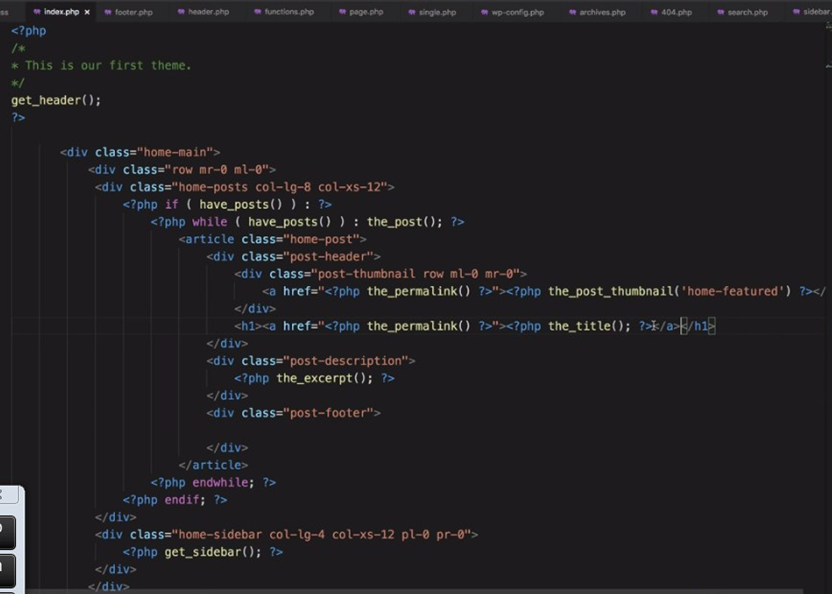 ss index.php × footer.php header.php functions.php page.php single.php wp-config.php archives.php 404.php search.php sidebar
<?php
/*
* This is our first theme.
*/
get_header();
?>
<div class="home-main">
<div class="row mr-0 ml-0">
<div class="home-posts col-lg-8 col-xs-12">
<?php if ( have_posts() ) : ?>
<?php while ( have_posts() ) : the_post(); ?>
<article class="home-post">
<div class="post-header">
<div class="post-thumbnail row ml-0 mr-0">
<a href="<?php the_permalink() ?>"><?php the_post_thumbnail('home-featured') ?></
</div>
<h1><a href="<?php the_permalink() ?>"><?php the_title(); ?></a></h1>
</div>
<div class="post-description">
<?php the_excerpt(); ?>
</div>
<div class="post-footer">
</div>
</article>
<?php endwhile; ?>
<?php endif; ?>
</div>
<div class="home-sidebar col-lg-4 col-xs-12 pl-0 pr-0">
<?php get_sidebar(); ?>
</div>
</div>